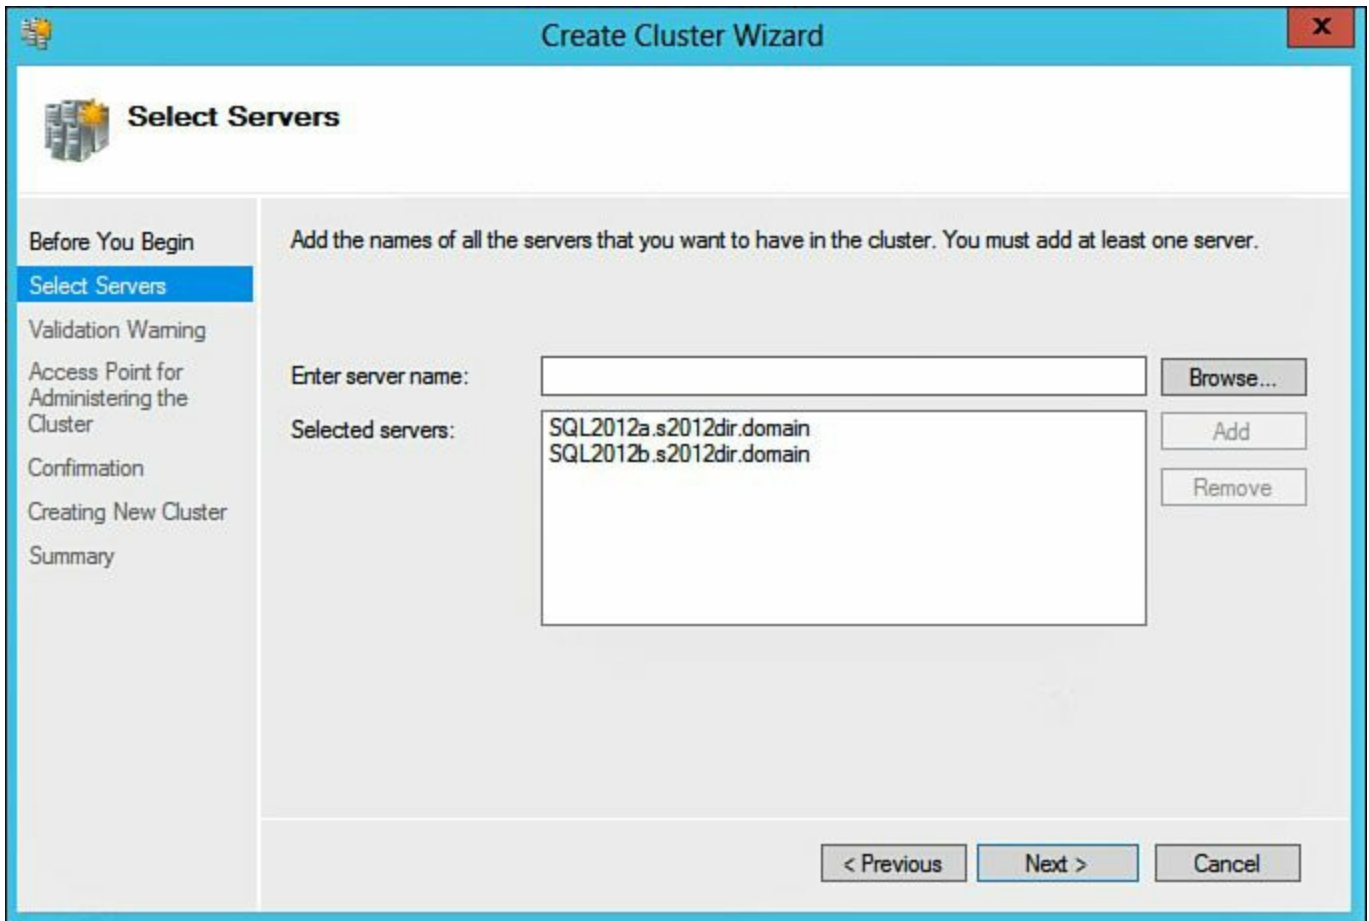 Create Cluster Wizard
x
Select Servers
Before You Begin
Select Servers
Validation Warning
Access Point for
Administering the
Cluster
Confirmation
Creating New Cluster
Summary
Add the names of all the servers that you want to have in the cluster. You must add at least one server.
Enter server name:
Browse...
Selected servers:
SQL2012a.s2012dir.domain
SQL2012b.s2012dir.domain
Add
Remove
< Previous
Next >
Cancel